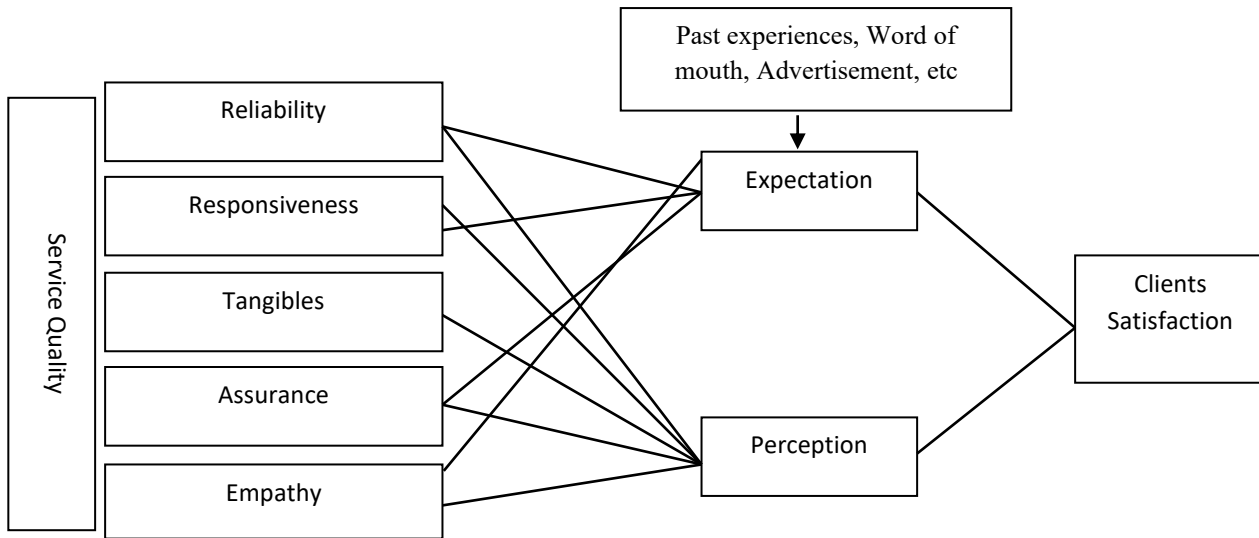 Past experiences, Word of
mouth, Advertisement, etc
Service Quality
Reliability
Responsiveness
Tangibles
Assurance
Empathy
Expectation
Perception
Clients
Satisfaction